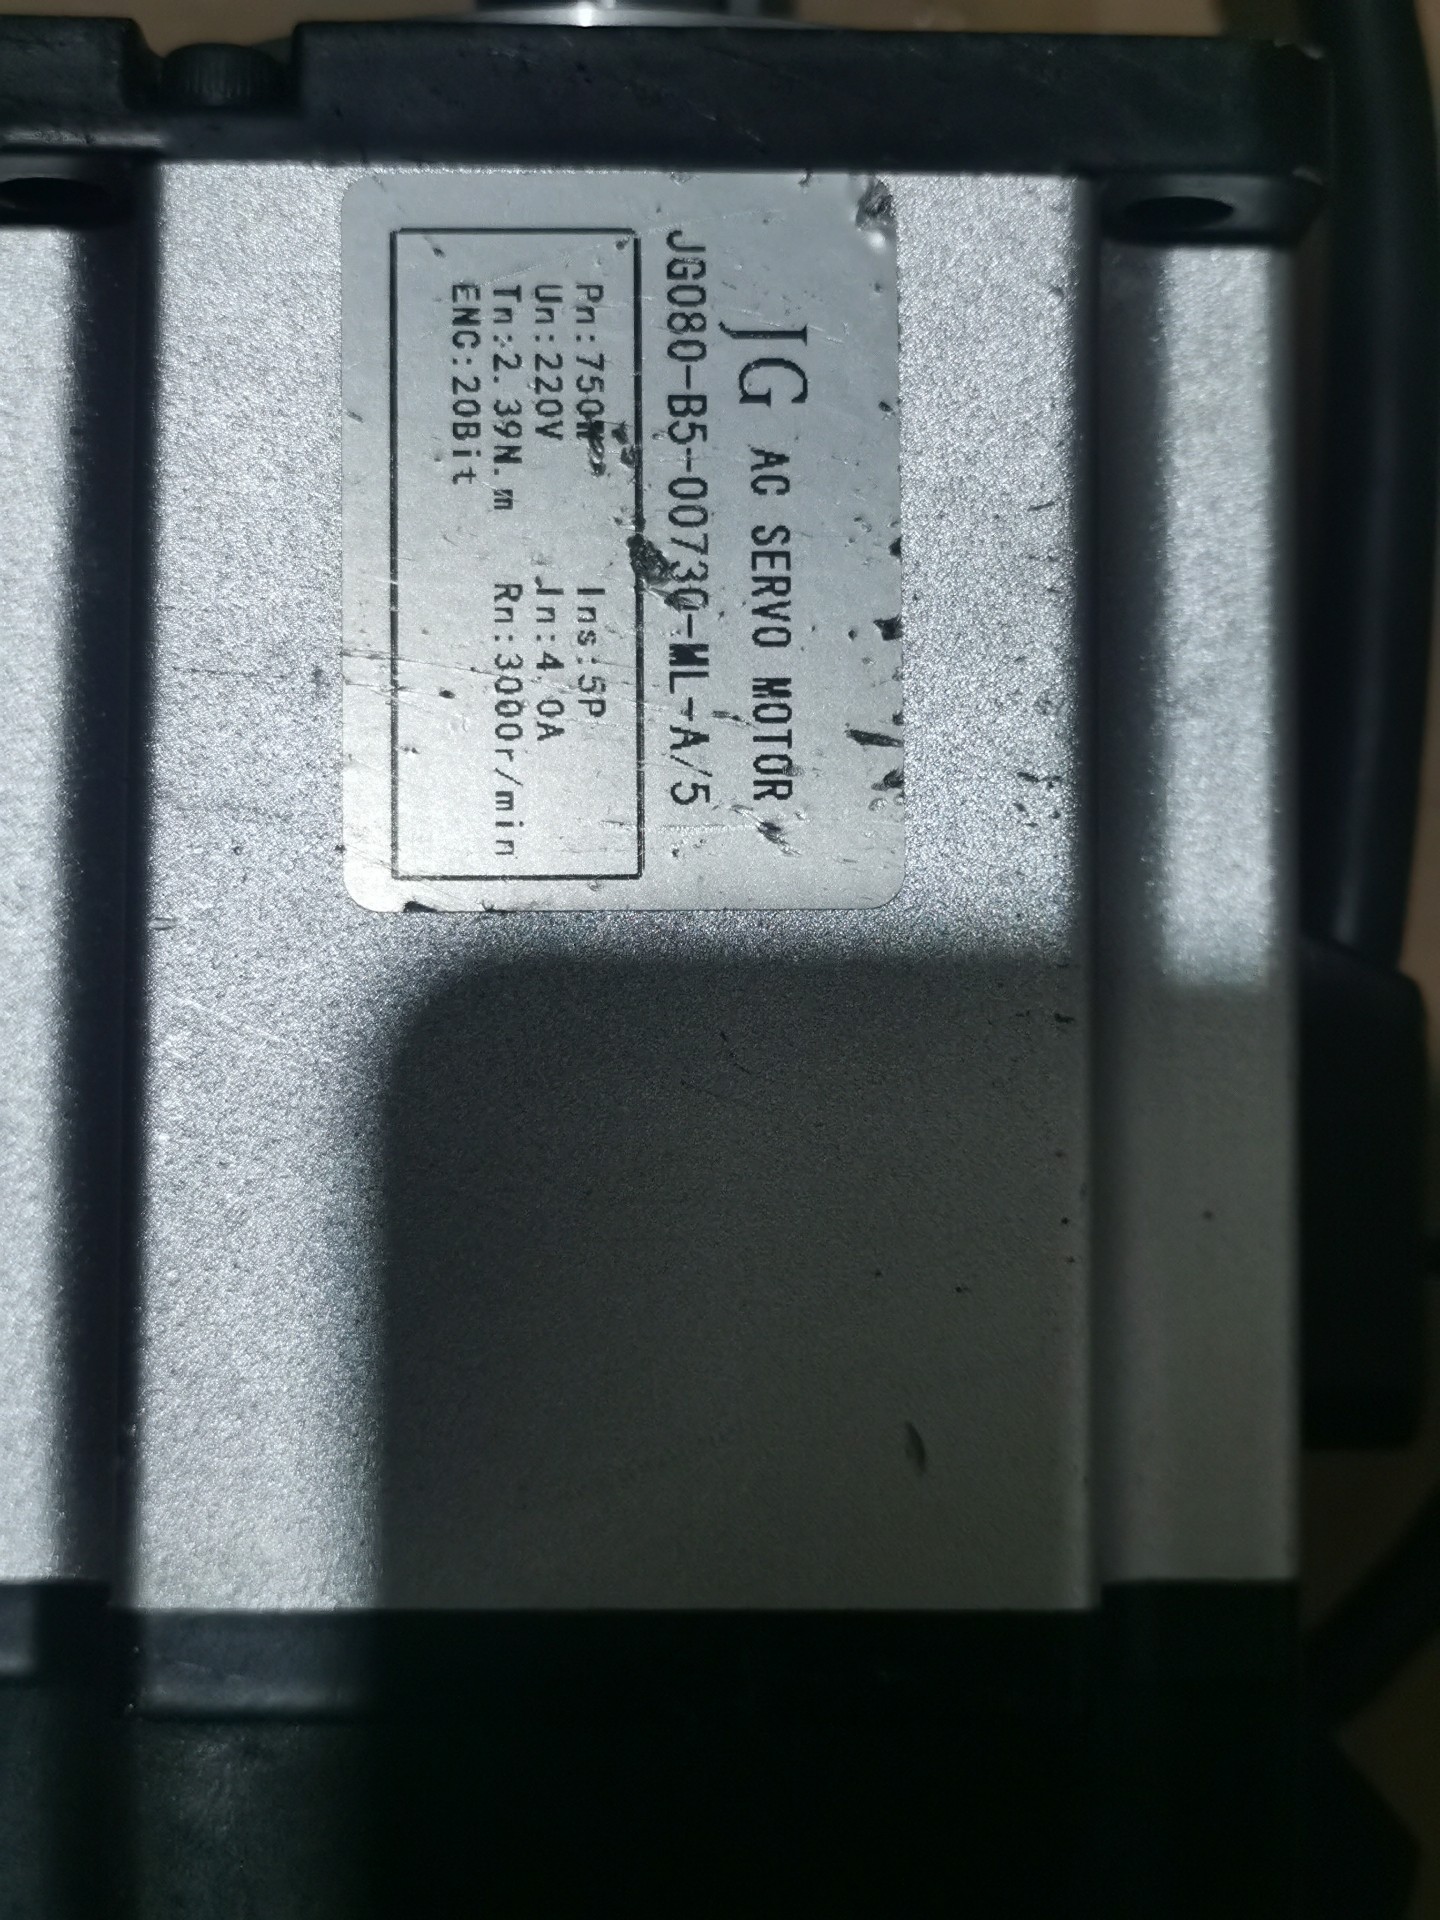 JG AC SERVO MOTOR
JG080-B5-00730-ML-A/5
Pn:750W Ins:5P
Un:220V Jn:4.0A
Tn:2.39N.m Rn:3000r/min
ENC:20Bit